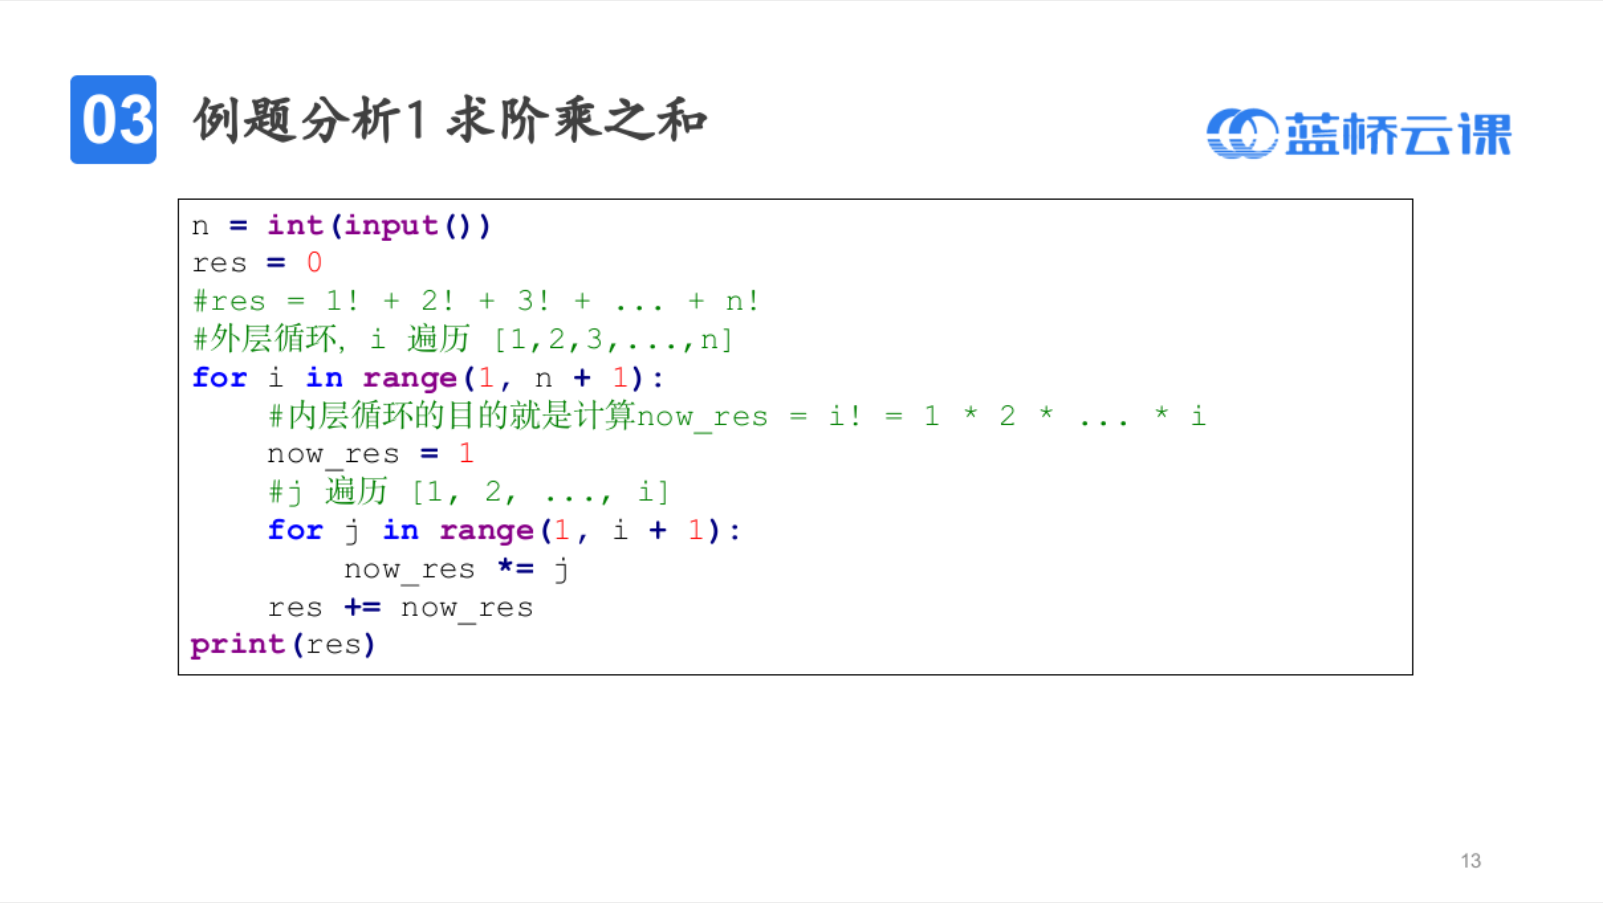 03 例题分析1 求阶乘之和
蓝桥云课
n = int(input())
res = 0
#res = 1! + 2! + 3! + ... + n!
#外层循环, i 遍历 [1,2,3,...,n]
for i in range(1, n + 1):
    #内层循环的目的就是计算now_res = i! = 1 * 2 * ... * i
    now_res = 1
    #j 遍历 [1, 2, ..., i]
    for j in range(1, i + 1):
        now_res *= j
    res += now_res
print(res)
13